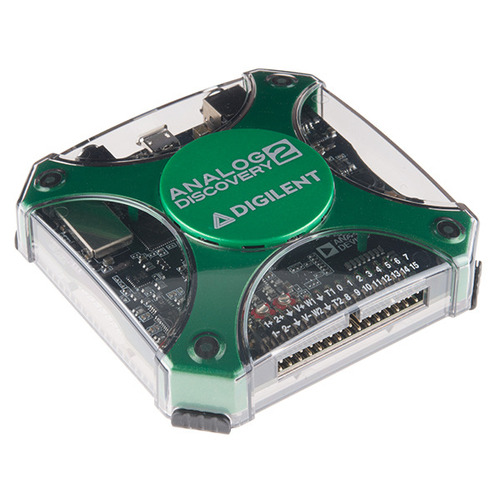 ANALOG
DISCOVERY 2
DIGILENT
ANALOG
1+ 2+ ↓ V+ W1 ↓ T1 0 1 2 3 4 5 6 7
1- 2- ↓ V- W2 ↓ T2 8 9 10 11 12 13 14 15